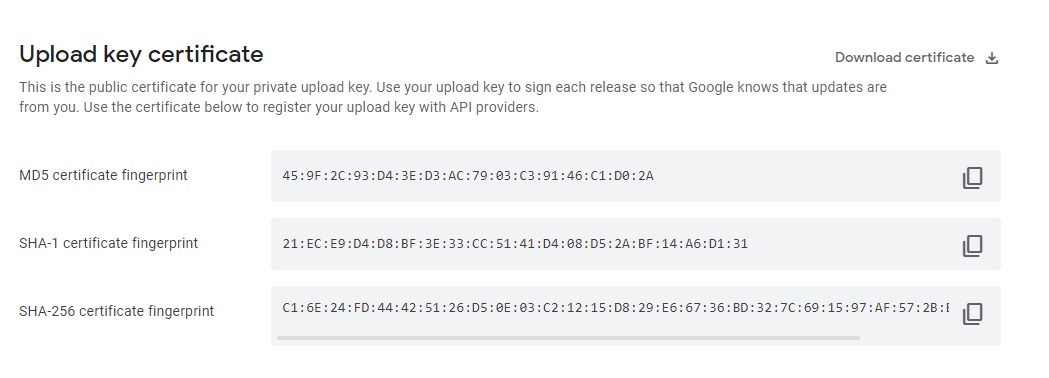 Upload key certificate
Download certificate
This is the public certificate for your private upload key. Use your upload key to sign each release so that Google knows that updates are
from you. Use the certificate below to register your upload key with API providers.
MD5 certificate fingerprint
45:9F:2C:93:D4:3E:D3:AC:79:03:C3:91:46:C1:D0:2A
SHA-1 certificate fingerprint
21:EC:E9:D4:D8:BF:3E:33:CC:51:41:D4:08:D5:2A:BF:14:A6:D1:31
SHA-256 certificate fingerprint
C1:6E:24:FD:44:42:51:26:D5:0E:03:C2:12:15:D8:29:E6:67:36:BD:32:7C:69:15:97:AF:57:2B: